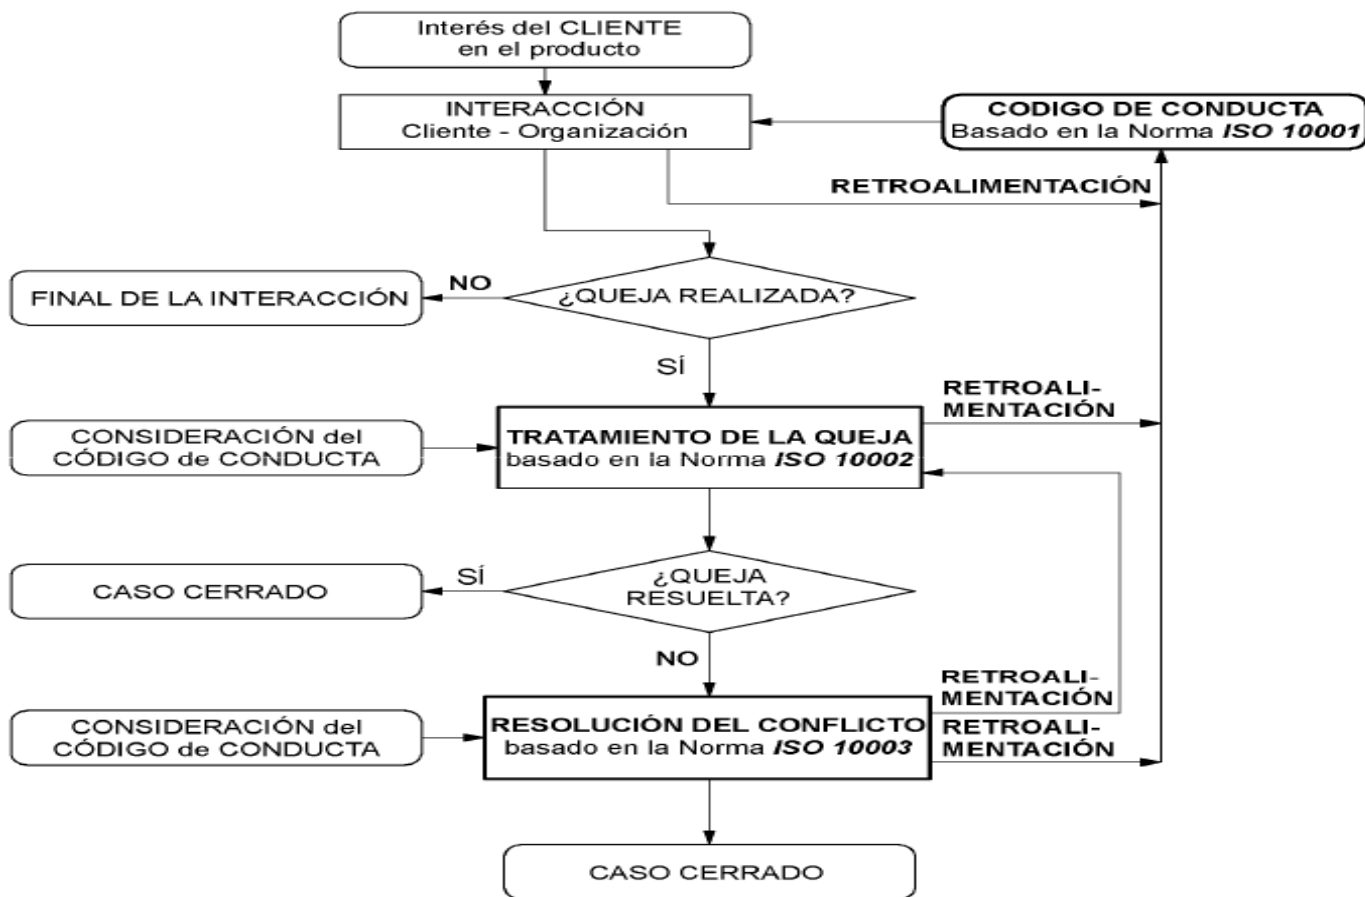 Interés del CLIENTE
en el producto
INTERACCIÓN
Cliente - Organización
CODIGO DE CONDUCTA
Basado en la Norma ISO 10001
RETROALIMENTACIÓN
¿QUEJA REALIZADA?
NO
FINAL DE LA INTERACCIÓN
SÍ
RETROALI-
MENTACIÓN
CONSIDERACIÓN del
CÓDIGO de CONDUCTA
TRATAMIENTO DE LA QUEJA
basado en la Norma ISO 10002
¿QUEJA
RESUELTA?
SÍ
CASO CERRADO
NO
RETROALI-
MENTACIÓN
CONSIDERACIÓN del
CÓDIGO de CONDUCTA
RESOLUCIÓN DEL CONFLICTO
basado en la Norma ISO 10003
RETROALI-
MENTACIÓN
CASO CERRADO